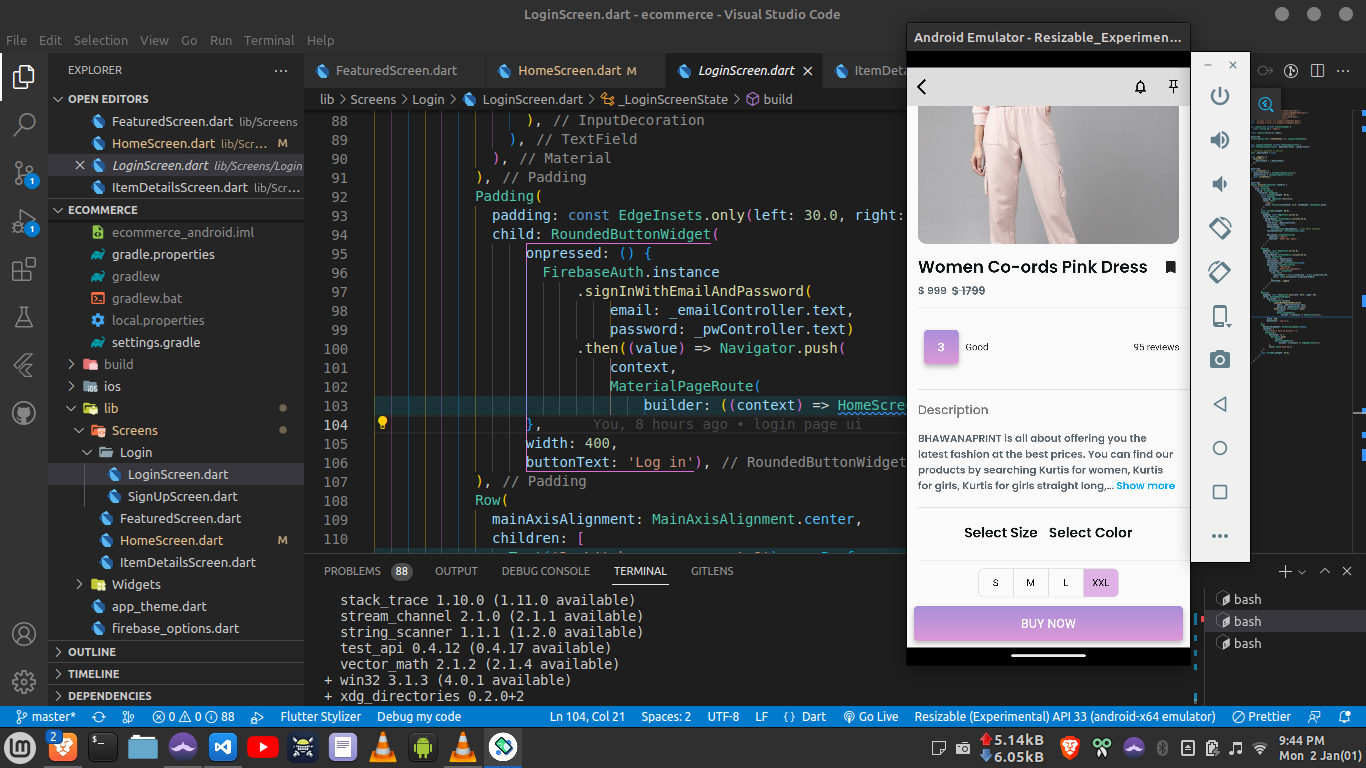 LoginScreen.dart - ecommerce - Visual Studio Code
File Edit Selection View Go Run Terminal Help
EXPLORER
OPEN EDITORS
FeaturedScreen.dart lib/Screens
HomeScreen.dart lib/Scr... M
LoginScreen.dart lib/Screens/Login
ItemDetailsScreen.dart lib/Sc...
ECOMMERCE
ecommerce_android.iml
gradle.properties
gradlew
gradlew.bat
local.properties
settings.gradle
build
ios
lib
Screens
Login
LoginScreen.dart
SignUpScreen.dart
FeaturedScreen.dart
HomeScreen.dart M
ItemDetailsScreen.dart
Widgets
app_theme.dart
firebase_options.dart
OUTLINE
TIMELINE
DEPENDENCIES
FeaturedScreen.dart HomeScreen.dart M LoginScreen.dart ItemDetai
lib > Screens > Login > LoginScreen.dart > _LoginScreenState > build
88 ), // InputDecoration
89 ), // TextField
90 ), // Material
91 ), // Padding
92 Padding(
93 padding: const EdgeInsets.only(left: 30.0, right:
94 child: RoundedButtonWidget(
95 onpressed: () {
96 FirebaseAuth.instance
97 .signInWithEmailAndPassword(
98 email: _emailController.text,
99 password: _pwController.text)
100 .then((value) => Navigator.push(
101 context,
102 MaterialPageRoute(
103 builder: ((context) => HomeScree
104 }, You, 8 hours ago • login page ui
105 width: 400,
106 buttonText: 'Log in'), // RoundedButtonWidget
107 ), // Padding
108 Row(
109 mainAxisAlignment: MainAxisAlignment.center,
110 children: [
PROBLEMS 88 OUTPUT DEBUG CONSOLE TERMINAL GITLENS
stack_trace 1.10.0 (1.11.0 available)
stream_channel 2.1.0 (2.1.1 available)
string_scanner 1.1.1 (1.2.0 available)
test_api 0.4.12 (0.4.17 available)
vector_math 2.1.2 (2.1.4 available)
+ win32 3.1.3 (4.0.1 available)
+ xdg_directories 0.2.0+2
bash
bash
bash
Android Emulator - Resizable_Experimen...
Women Co-ords Pink Dress
$ 999 $ 1799
3 Good 95 reviews
Description
BHAWANAPRINT is all about offering you the
latest fashion at the best prices. You can find our
products by searching Kurtis for women, Kurtis
for girls, Kurtis for girls straight long,... Show more
Select Size Select Color
S M L XXL
BUY NOW
1
1
master* 0 0 88 Flutter Stylizer Debug my code Ln 104, Col 21 Spaces: 2 UTF-8 LF {} Dart Go Live Resizable (Experimental) API 33 (android-x64 emulator) Prettier
2
5.14kB
6.05kB
9:44 PM
Mon 2 Jan(01)